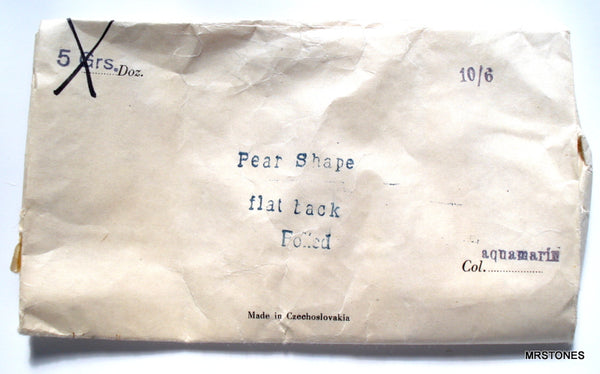 5 Grs. Doz.
10/6
Pear Shape
flat back
Foiled
aquamarin
Col.
Made in Czechoslovakia
MRSTONES